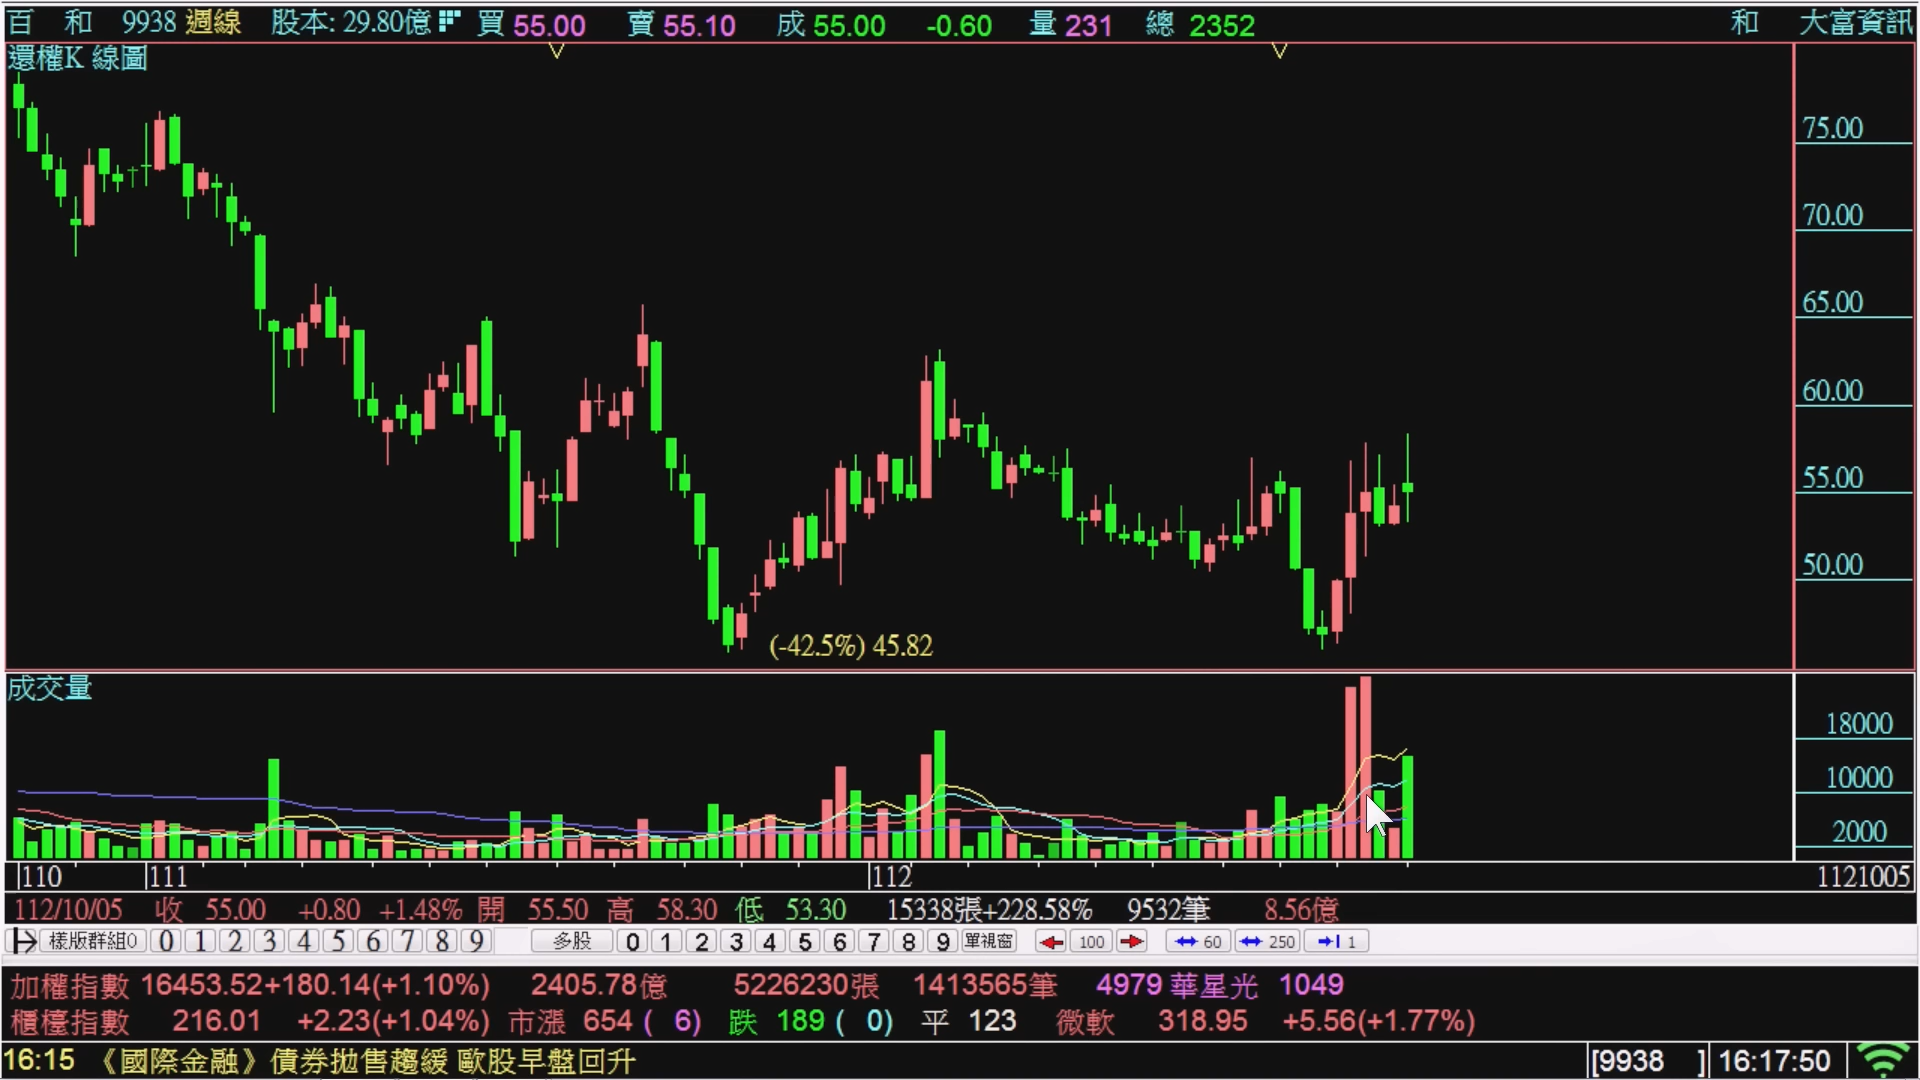 百 和 9938 週線 股本: 29.80億 買 55.00 賣 55.10 成 55.00 -0.60 量 231 總 2352 和 大富資訊
還權K 線圖
75.00
70.00
65.00
60.00
55.00
50.00
(-42.5%) 45.82
成交量
18000
10000
2000
110 111 112 1121005
112/10/05 收 55.00 +0.80 +1.48% 開 55.50 高 58.30 低 53.30 15338張+228.58% 9532筆 8.56億
樣版群組0 0 1 2 3 4 5 6 7 8 9 多股 0 1 2 3 4 5 6 7 8 9 單視窗 100 60 250 1
加權指數 16453.52+180.14(+1.10%) 2405.78億 5226230張 1413565筆 4979 華星光 1049
櫃檯指數 216.01 +2.23(+1.04%) 市漲 654 ( 6) 跌 189 ( 0) 平 123 微軟 318.95 +5.56(+1.77%)
16:15 《國際金融》債券拋售趨緩 歐股早盤回升 [9938 ] 16:17:50